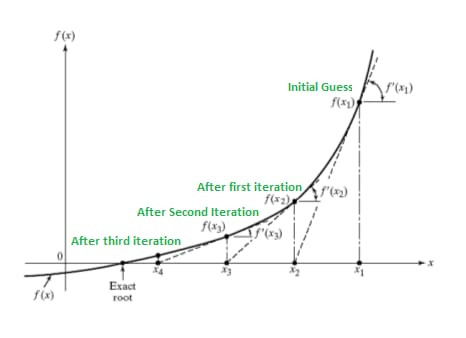 f(x)
Initial Guess
f(x₁)
f'(x₁)
After first iteration
f(x₂)
f'(x₂)
After Second Iteration
f(x₃)
f'(x₃)
After third iteration
0
x₄
x₃
x₂
x₁
x
f(x)
Exact
root